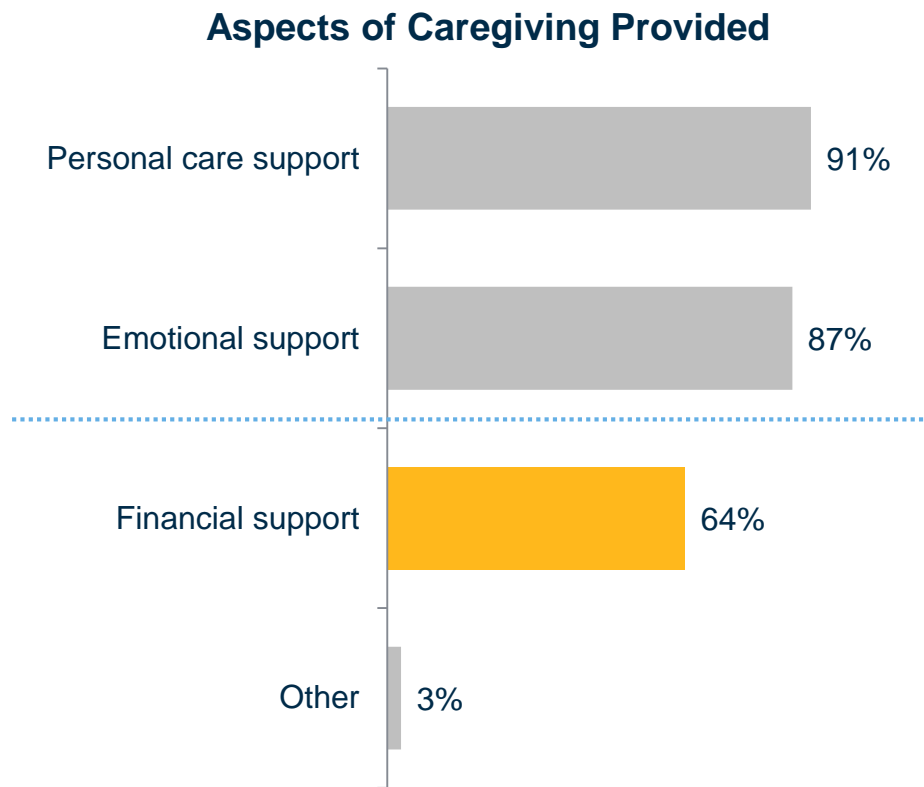 Aspects of Caregiving Provided
Personal care support 91%
Emotional support 87%
Financial support 64%
Other 3%